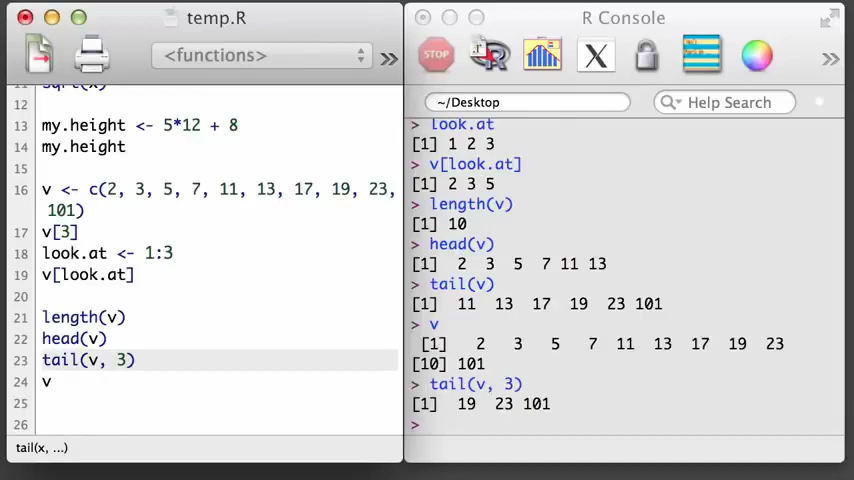 temp.R
<functions>
»
11 sqrt(x)
12
13 my.height <- 5*12 + 8
14 my.height
15
16 v <- c(2, 3, 5, 7, 11, 13, 17, 19, 23,
101)
17 v[3]
18 look.at <- 1:3
19 v[look.at]
20
21 length(v)
22 head(v)
23 tail(v, 3)
24 v
25
26
tail(x, ...)
R Console
STOP
R
X
»
~/Desktop
Help Search
> look.at
[1] 1 2 3
> v[look.at]
[1] 2 3 5
> length(v)
[1] 10
> head(v)
[1]  2  3  5  7 11 13
> tail(v)
[1]  11  13  17  19  23 101
> v
[1]   2   3   5   7  11  13  17  19  23
[10] 101
> tail(v, 3)
[1]  19  23 101
>